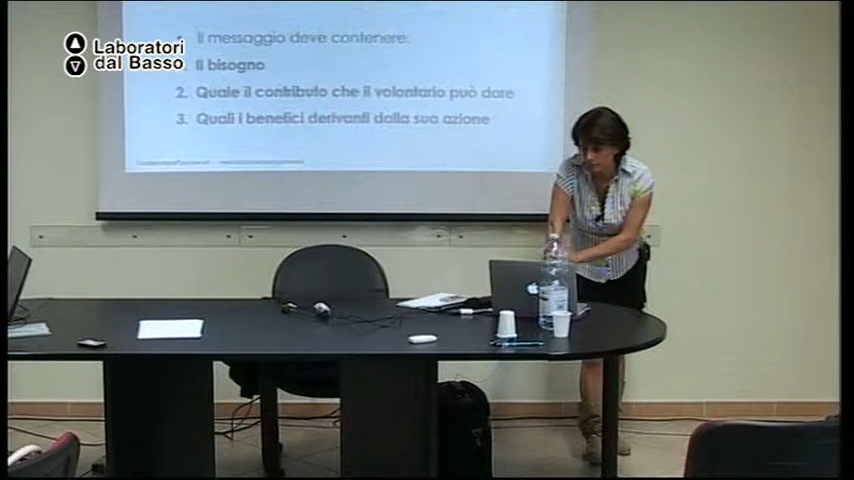 Laboratori
dal Basso
Il messaggio deve contenere:
Il bisogno
2. Quale il contributo che il volontario può dare
3. Quali i benefici derivanti dalla sua azione